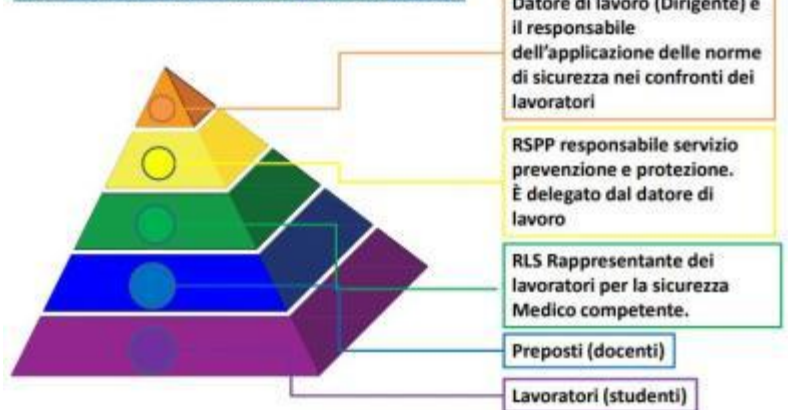 Datore di lavoro (Dirigente) è
il responsabile
dell'applicazione delle norme
di sicurezza nei confronti dei
lavoratori
RSPP responsabile servizio
prevenzione e protezione.
È delegato dal datore di
lavoro
RLS Rappresentante dei
lavoratori per la sicurezza
Medico competente.
Preposti (docenti)
Lavoratori (studenti)